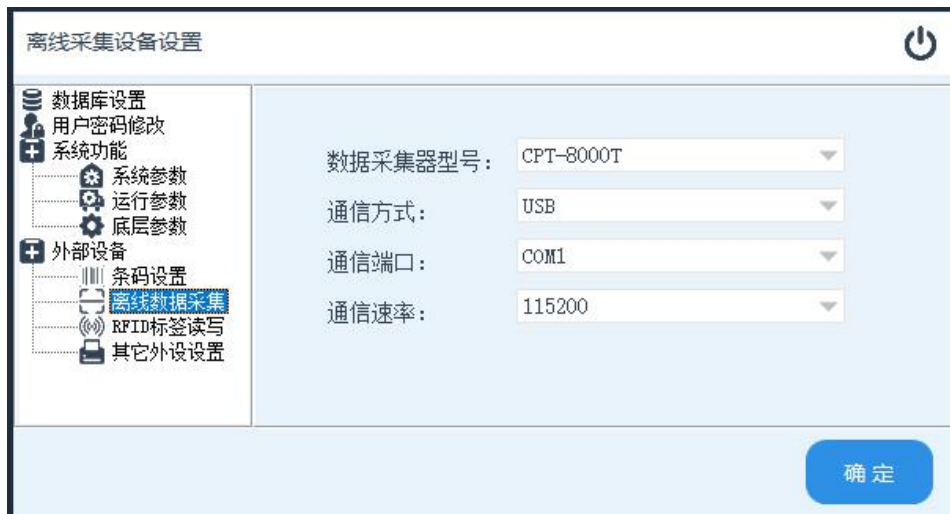 离线采集设备设置
数据库设置
用户密码修改
系统功能
系统参数
运行参数
底层参数
外部设备
条码设置
离线数据采集
RFID标签读写
其它外设设置
数据采集器型号: CPT-8000T
通信方式: USB
通信端口: COM1
通信速率: 115200
确定